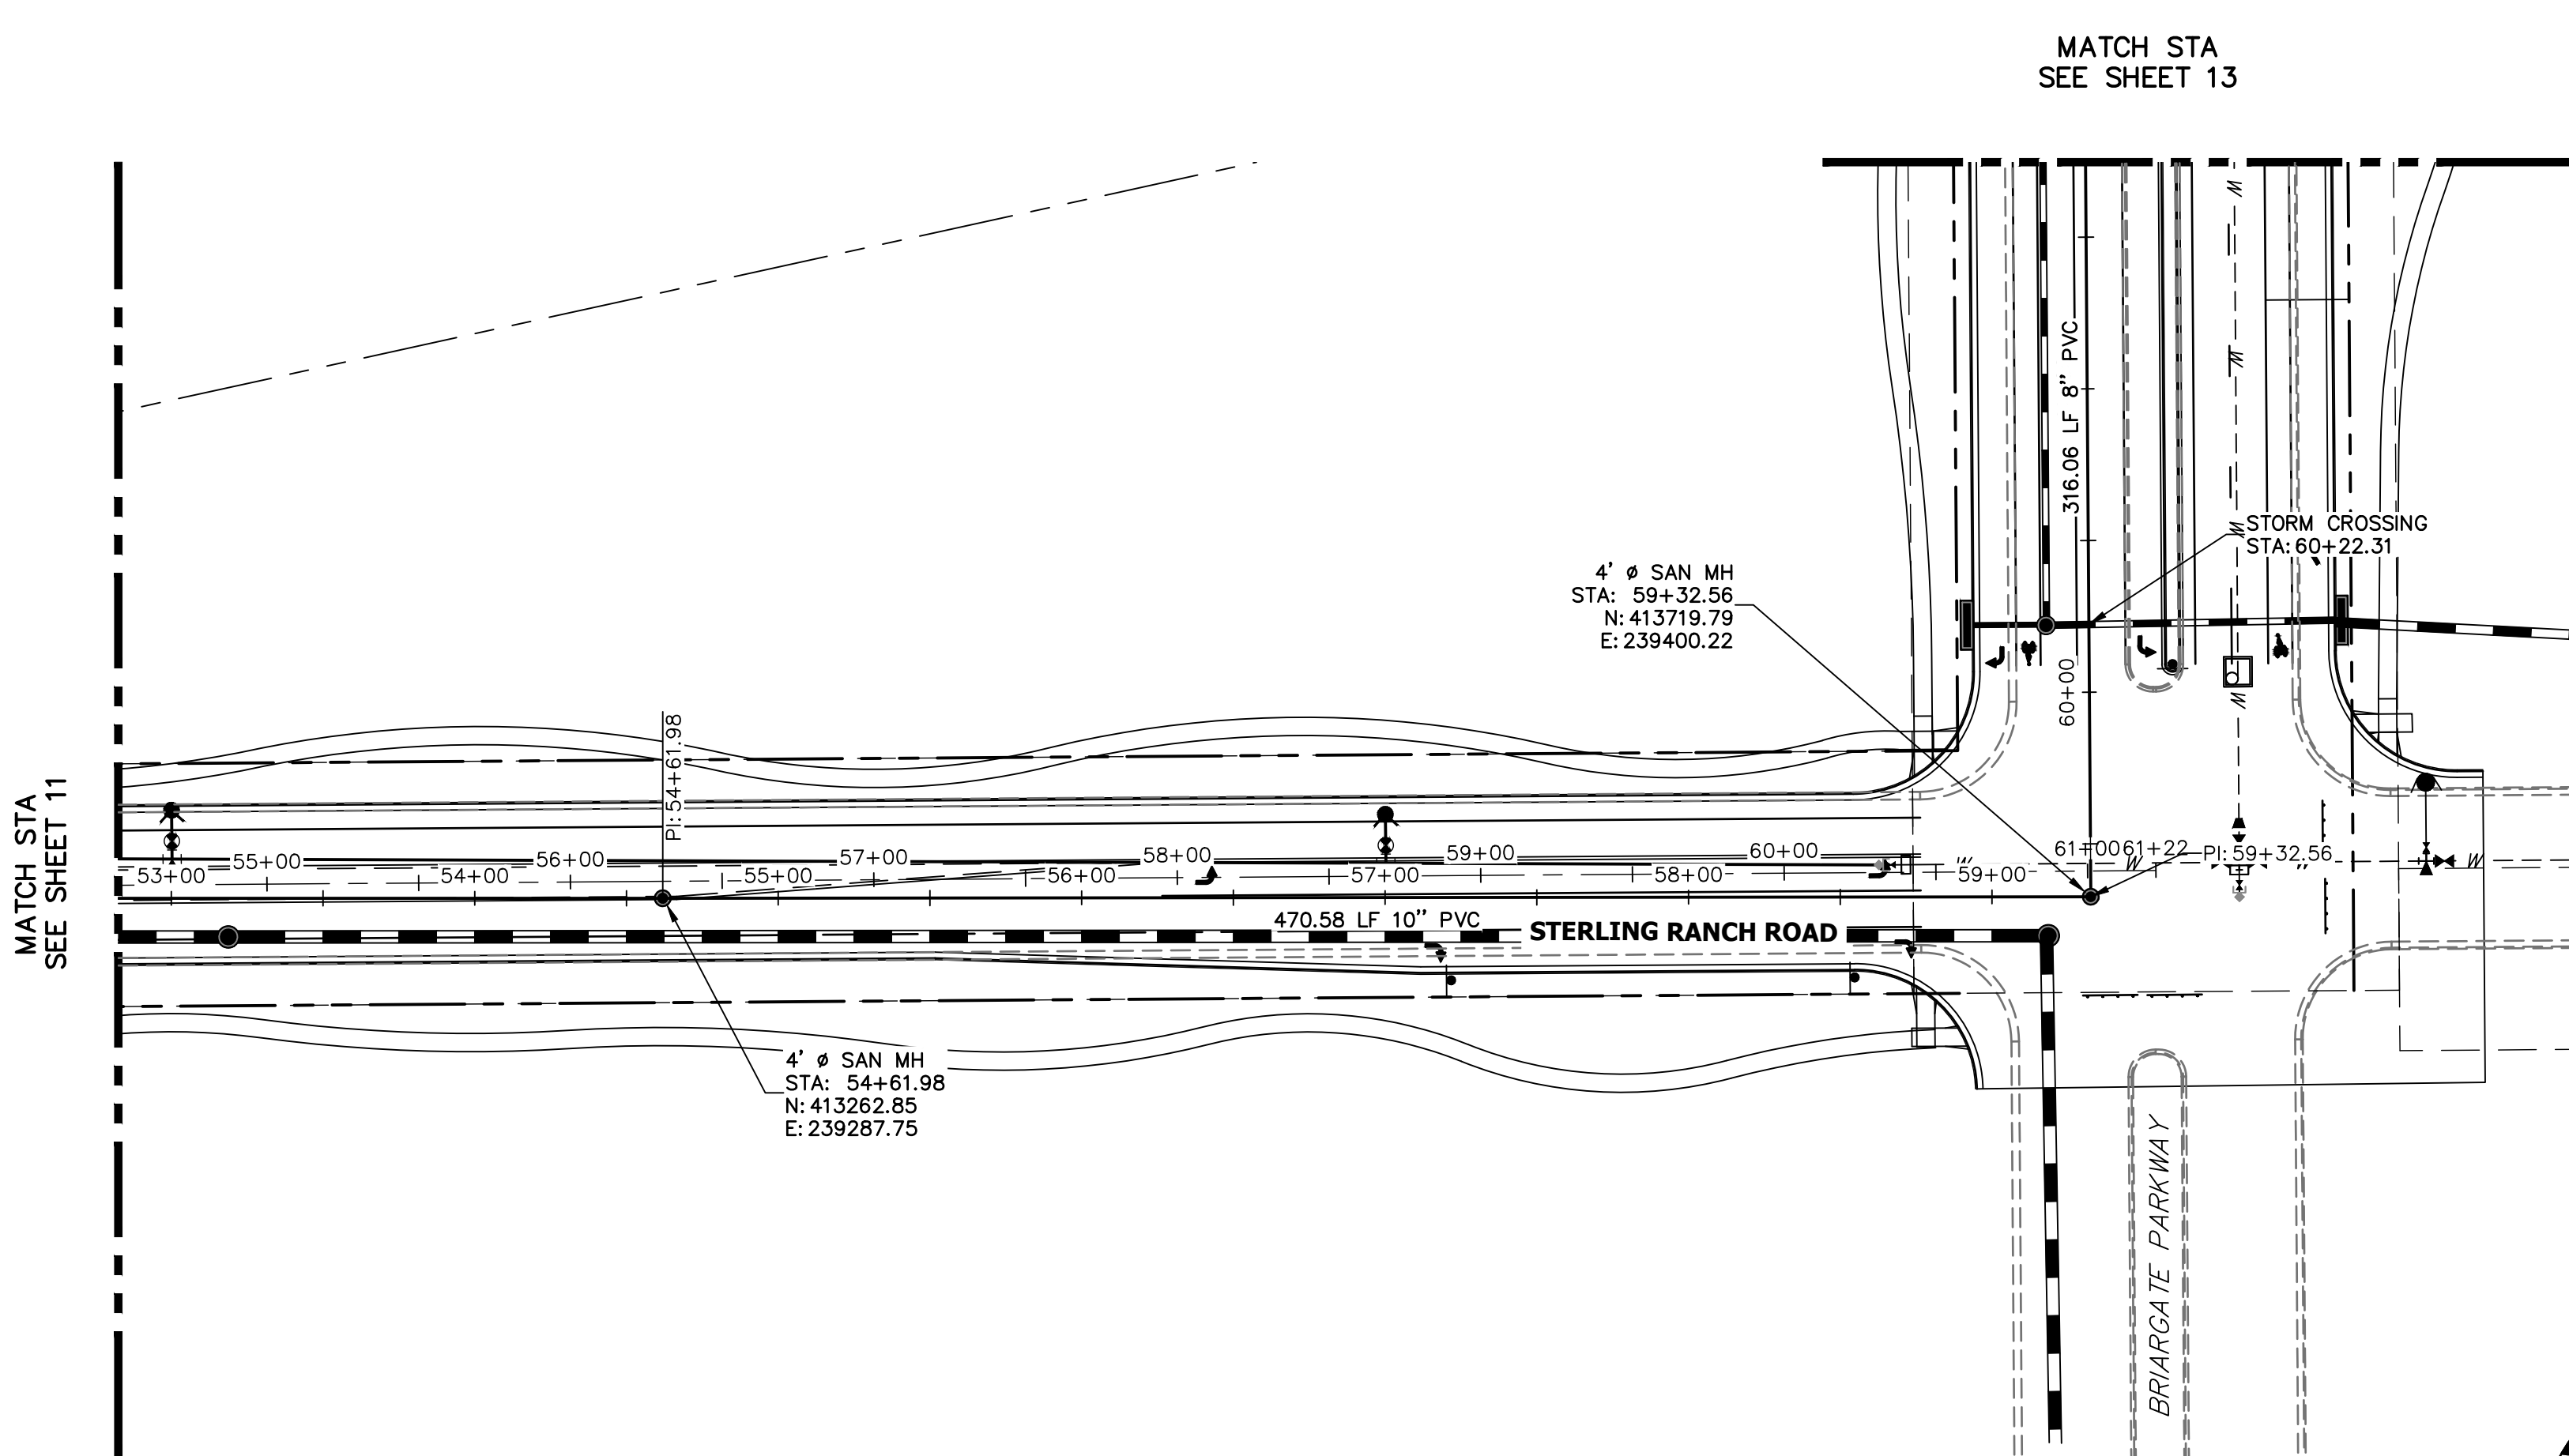 MATCH STA
SEE SHEET 13
316.06 LF 8" PVC
STORM CROSSING
STA: 60+22.31
4' ø SAN MH
STA: 59+32.56
N: 413719.79
E: 239400.22
60+00
PI: 54+61.98
MATCH STA
SEE SHEET 11
55+00
56+00
57+00
58+00
59+00
60+00
61+00
61+22
PI: 59+32.56
53+00
54+00
55+00
56+00
57+00
58+00
59+00
W
W
W
W
W
W
W
470.58 LF 10" PVC
STERLING RANCH ROAD
4' ø SAN MH
STA: 54+61.98
N: 413262.85
E: 239287.75
BRIARGATE PARKWAY